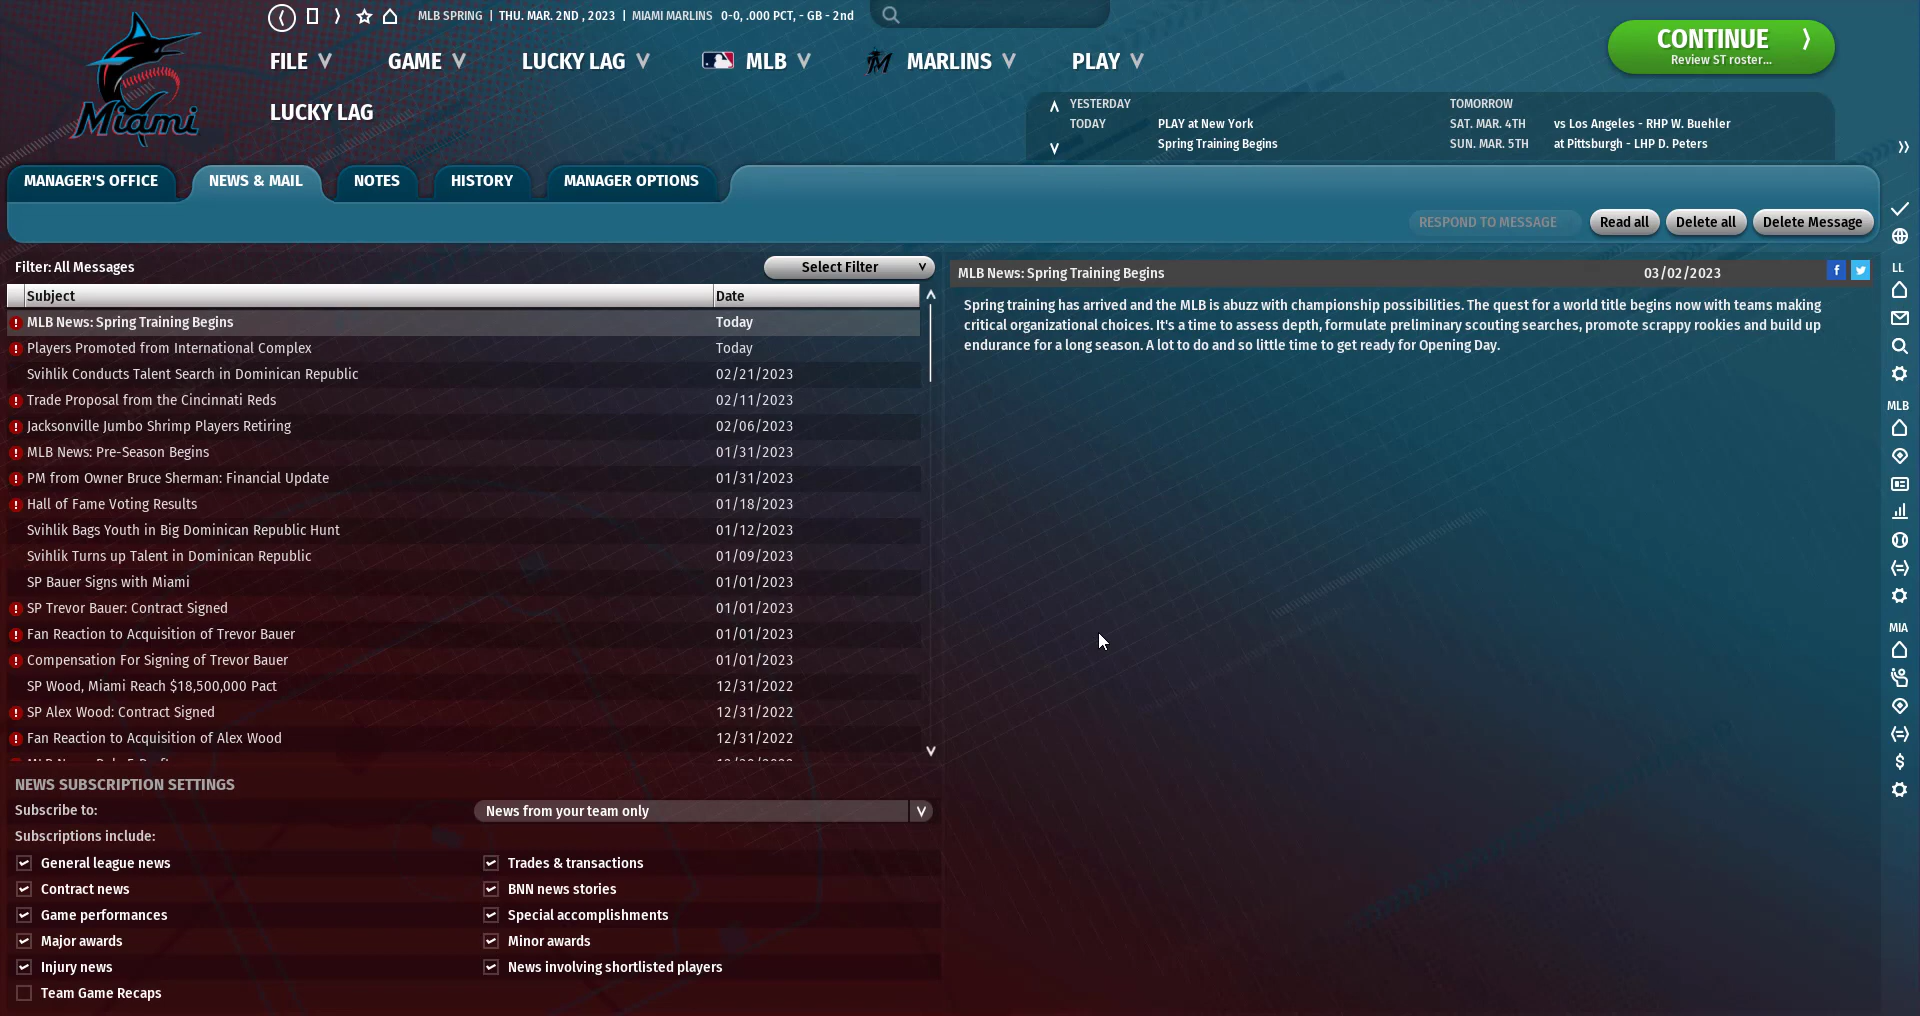 MLB SPRING | THU. MAR. 2ND , 2023 | MIAMI MARLINS 0-0, .000 PCT, - GB - 2nd
Miami
FILE GAME LUCKY LAG MLB MARLINS PLAY
CONTINUE
Review ST roster...
LUCKY LAG
YESTERDAY
TODAY PLAY at New York
Spring Training Begins
TOMORROW
SAT. MAR. 4TH vs Los Angeles - RHP W. Buehler
SUN. MAR. 5TH at Pittsburgh - LHP D. Peters
MANAGER'S OFFICE NEWS & MAIL NOTES HISTORY MANAGER OPTIONS
RESPOND TO MESSAGE Read all Delete all Delete Message
Filter: All Messages Select Filter
Subject Date
MLB News: Spring Training Begins Today
Players Promoted from International Complex Today
Svihlik Conducts Talent Search in Dominican Republic 02/21/2023
Trade Proposal from the Cincinnati Reds 02/11/2023
Jacksonville Jumbo Shrimp Players Retiring 02/06/2023
MLB News: Pre-Season Begins 01/31/2023
PM from Owner Bruce Sherman: Financial Update 01/31/2023
Hall of Fame Voting Results 01/18/2023
Svihlik Bags Youth in Big Dominican Republic Hunt 01/12/2023
Svihlik Turns up Talent in Dominican Republic 01/09/2023
SP Bauer Signs with Miami 01/01/2023
SP Trevor Bauer: Contract Signed 01/01/2023
Fan Reaction to Acquisition of Trevor Bauer 01/01/2023
Compensation For Signing of Trevor Bauer 01/01/2023
SP Wood, Miami Reach $18,500,000 Pact 12/31/2022
SP Alex Wood: Contract Signed 12/31/2022
Fan Reaction to Acquisition of Alex Wood 12/31/2022
MLB News: Spring Training Begins 03/02/2023
Spring training has arrived and the MLB is abuzz with championship possibilities. The quest for a world title begins now with teams making
critical organizational choices. It's a time to assess depth, formulate preliminary scouting searches, promote scrappy rookies and build up
endurance for a long season. A lot to do and so little time to get ready for Opening Day.
NEWS SUBSCRIPTION SETTINGS
Subscribe to: News from your team only
Subscriptions include:
General league news Trades & transactions
Contract news BNN news stories
Game performances Special accomplishments
Major awards Minor awards
Injury news News involving shortlisted players
Team Game Recaps
LL
MLB
MIA